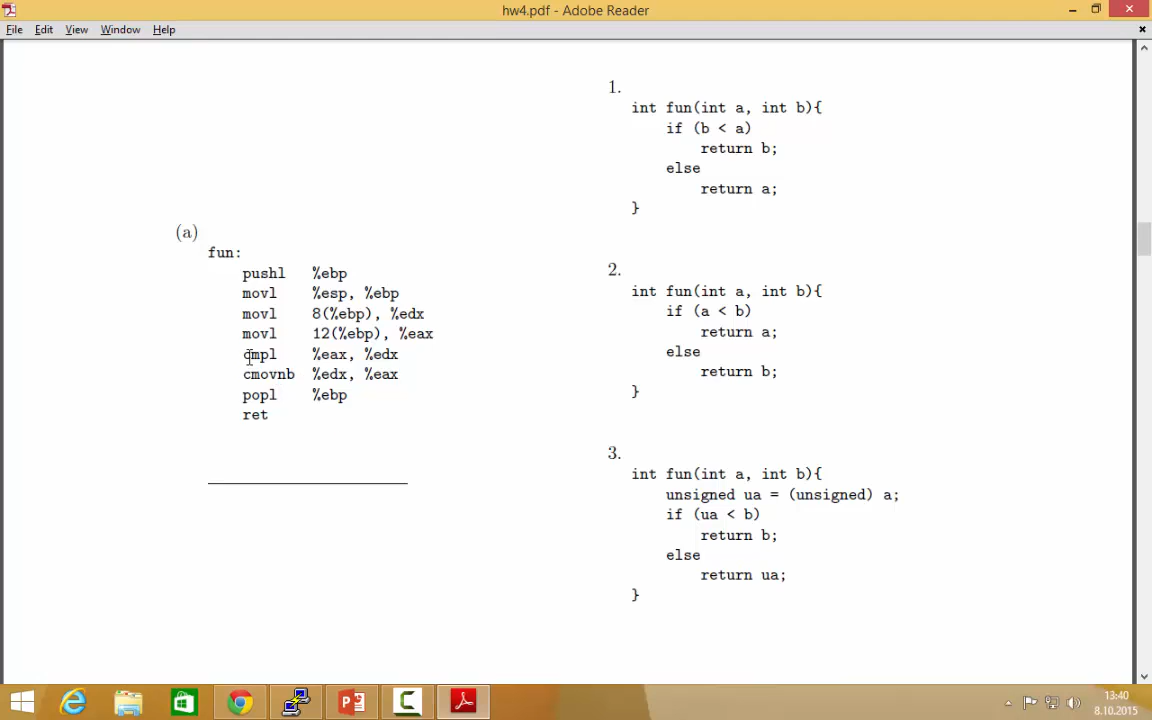 hw4.pdf - Adobe Reader
File Edit View Window Help
(a)
fun:
pushl %ebp
movl %esp, %ebp
movl 8(%ebp), %edx
movl 12(%ebp), %eax
cmpl %eax, %edx
cmovnb %edx, %eax
popl %ebp
ret
1.
int fun(int a, int b){
if (b < a)
return b;
else
return a;
}
2.
int fun(int a, int b){
if (a < b)
return a;
else
return b;
}
3.
int fun(int a, int b){
unsigned ua = (unsigned) a;
if (ua < b)
return b;
else
return ua;
}
13:40
8.10.2015